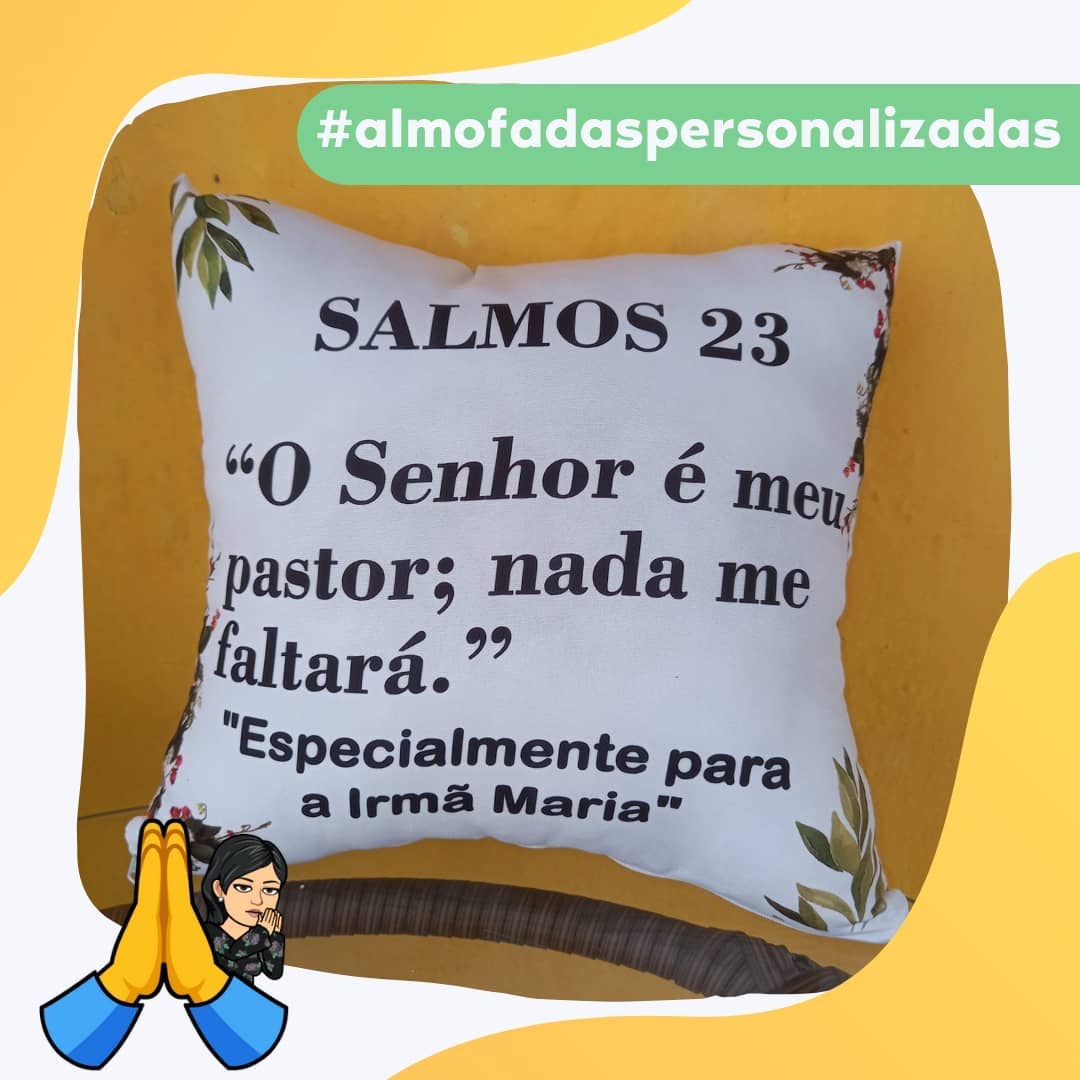 #almofadaspersonalizadas
SALMOS 23
“O Senhor é meu
pastor; nada me
faltará.”
"Especialmente para
a Irmã Maria"